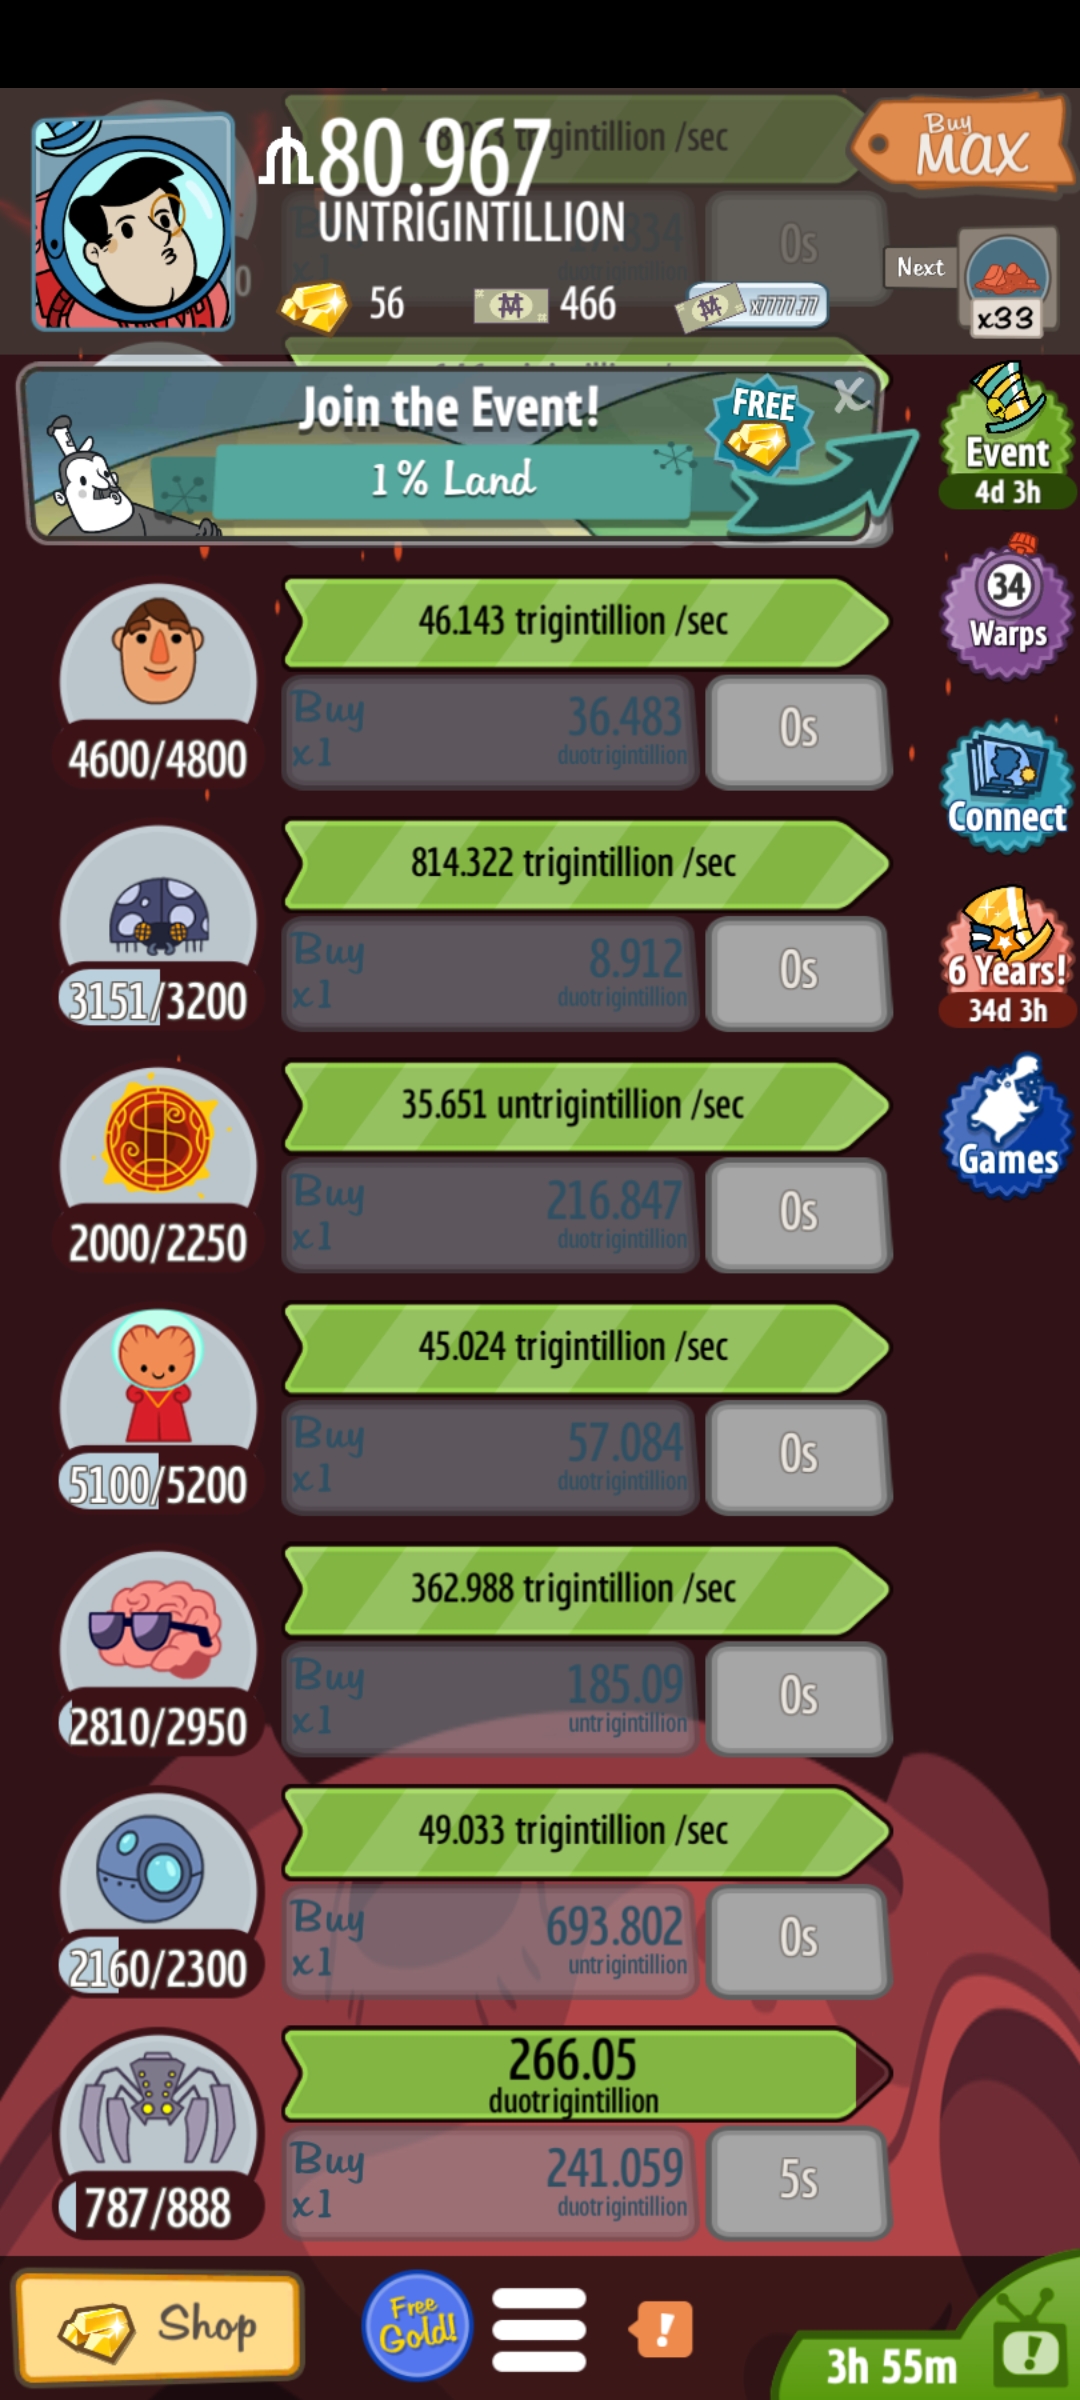 48.073 trigintillion /sec
₼80.967
UNTRIGINTILLION
Buy
MAX
0s
56
466
x7777.77
Next
x33
Join the Event!
1% Land
FREE
X
Event
4d 3h
46.143 trigintillion /sec
Buy
x1
36.483
duotrigintillion
0s
4600/4800
34
Warps
Connect
814.322 trigintillion /sec
Buy
x1
8.912
duotrigintillion
0s
3151/3200
6 Years!
34d 3h
35.651 untrigintillion /sec
Buy
x1
216.847
duotrigintillion
0s
2000/2250
Games
45.024 trigintillion /sec
Buy
x1
57.084
duotrigintillion
0s
5100/5200
362.988 trigintillion /sec
Buy
x1
185.09
untrigintillion
0s
2810/2950
49.033 trigintillion /sec
Buy
x1
693.802
untrigintillion
0s
2160/2300
266.05
duotrigintillion
Buy
x1
241.059
duotrigintillion
5s
787/888
Shop
Free
Gold!
!
3h 55m
!